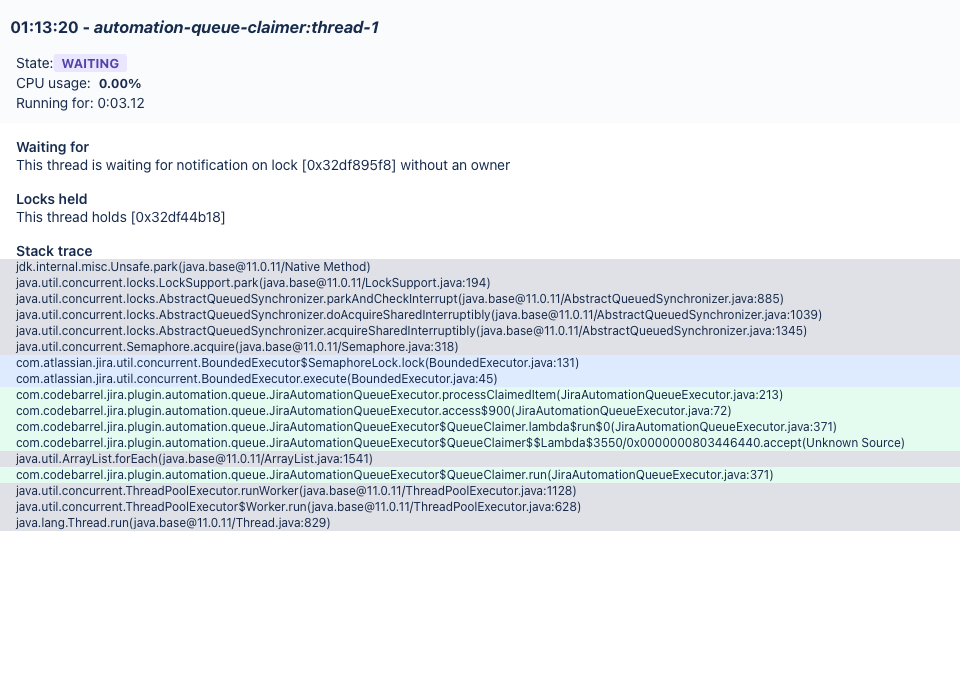 01:13:20 - automation-queue-claimer:thread-1
State: WAITING
CPU usage: 0.00%
Running for: 0:03.12
Waiting for
This thread is waiting for notification on lock [0x32df895f8] without an owner
Locks held
This thread holds [0x32df44b18]
Stack trace
jdk.internal.misc.Unsafe.park(java.base@11.0.11/Native Method)
java.util.concurrent.locks.LockSupport.park(java.base@11.0.11/LockSupport.java:194)
java.util.concurrent.locks.AbstractQueuedSynchronizer.parkAndCheckInterrupt(java.base@11.0.11/AbstractQueuedSynchronizer.java:885)
java.util.concurrent.locks.AbstractQueuedSynchronizer.doAcquireSharedInterruptibly(java.base@11.0.11/AbstractQueuedSynchronizer.java:1039)
java.util.concurrent.locks.AbstractQueuedSynchronizer.acquireSharedInterruptibly(java.base@11.0.11/AbstractQueuedSynchronizer.java:1345)
java.util.concurrent.Semaphore.acquire(java.base@11.0.11/Semaphore.java:318)
com.atlassian.jira.util.concurrent.BoundedExecutor$SemaphoreLock.lock(BoundedExecutor.java:131)
com.atlassian.jira.util.concurrent.BoundedExecutor.execute(BoundedExecutor.java:45)
com.codebarrel.jira.plugin.automation.queue.JiraAutomationQueueExecutor.processClaimedItem(JiraAutomationQueueExecutor.java:213)
com.codebarrel.jira.plugin.automation.queue.JiraAutomationQueueExecutor.access$900(JiraAutomationQueueExecutor.java:72)
com.codebarrel.jira.plugin.automation.queue.JiraAutomationQueueExecutor$QueueClaimer.lambda$run$0(JiraAutomationQueueExecutor.java:371)
com.codebarrel.jira.plugin.automation.queue.JiraAutomationQueueExecutor$QueueClaimer$$Lambda$3550/0x0000000803446440.accept(Unknown Source)
java.util.ArrayList.forEach(java.base@11.0.11/ArrayList.java:1541)
com.codebarrel.jira.plugin.automation.queue.JiraAutomationQueueExecutor$QueueClaimer.run(JiraAutomationQueueExecutor.java:371)
java.util.concurrent.ThreadPoolExecutor.runWorker(java.base@11.0.11/ThreadPoolExecutor.java:1128)
java.util.concurrent.ThreadPoolExecutor$Worker.run(java.base@11.0.11/ThreadPoolExecutor.java:628)
java.lang.Thread.run(java.base@11.0.11/Thread.java:829)